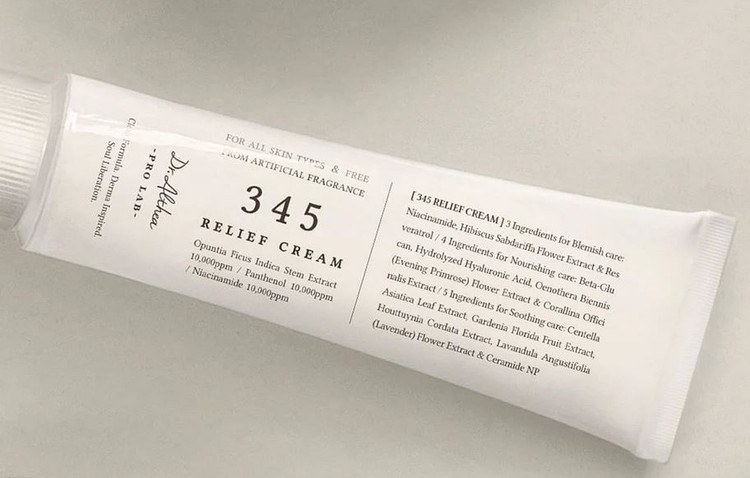 Clean Formula, Derma Inspired,
Soul Liberation.
Dr.Althea
-PRO LAB-
FOR ALL SKIN TYPES & FREE
FROM ARTIFICIAL FRAGRANCE
345
RELIEF CREAM
Opuntia Ficus Indica Stem Extract
10,000ppm / Panthenol 10,000ppm
/ Niacinamide 10,000ppm
[ 345 RELIEF CREAM ] 3 Ingredients for Blemish care:
Niacinamide, Hibiscus Sabdariffa Flower Extract & Res
veratrol / 4 Ingredients for Nourishing care: Beta-Glu
can, Hydrolyzed Hyaluronic Acid, Oenothera Biennis
(Evening Primrose) Flower Extract & Corallina Offici
nalis Extract / 5 Ingredients for Soothing care: Centella
Asiatica Leaf Extract, Gardenia Florida Fruit Extract,
Houttuynia Cordata Extract, Lavandula Angustifolia
(Lavender) Flower Extract & Ceramide NP